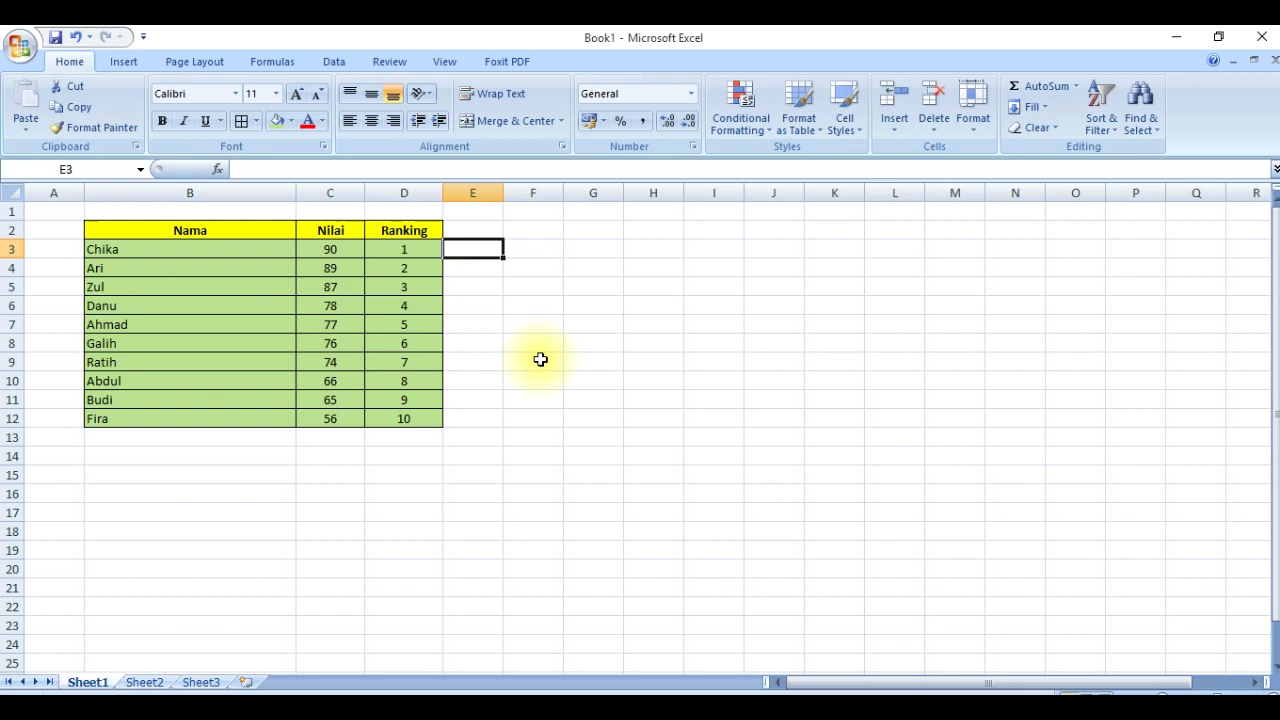 Book1 - Microsoft Excel
Home Insert Page Layout Formulas Data Review View Foxit PDF
Paste
Cut
Copy
Format Painter
Clipboard
Calibri 11
B I U
Font
Wrap Text
Merge & Center
Alignment
General
%
Number
Conditional Formatting
Format as Table
Cell Styles
Styles
Insert Delete Format
Cells
Σ AutoSum
Fill
Clear
Sort & Filter
Find & Select
Editing
E3 fx
A B C D E F G H I J K L M N O P Q R
1
2 Nama Nilai Ranking
3 Chika 90 1
4 Ari 89 2
5 Zul 87 3
6 Danu 78 4
7 Ahmad 77 5
8 Galih 76 6
9 Ratih 74 7
10 Abdul 66 8
11 Budi 65 9
12 Fira 56 10
13
14
15
16
17
18
19
20
21
22
23
24
25
Sheet1 Sheet2 Sheet3